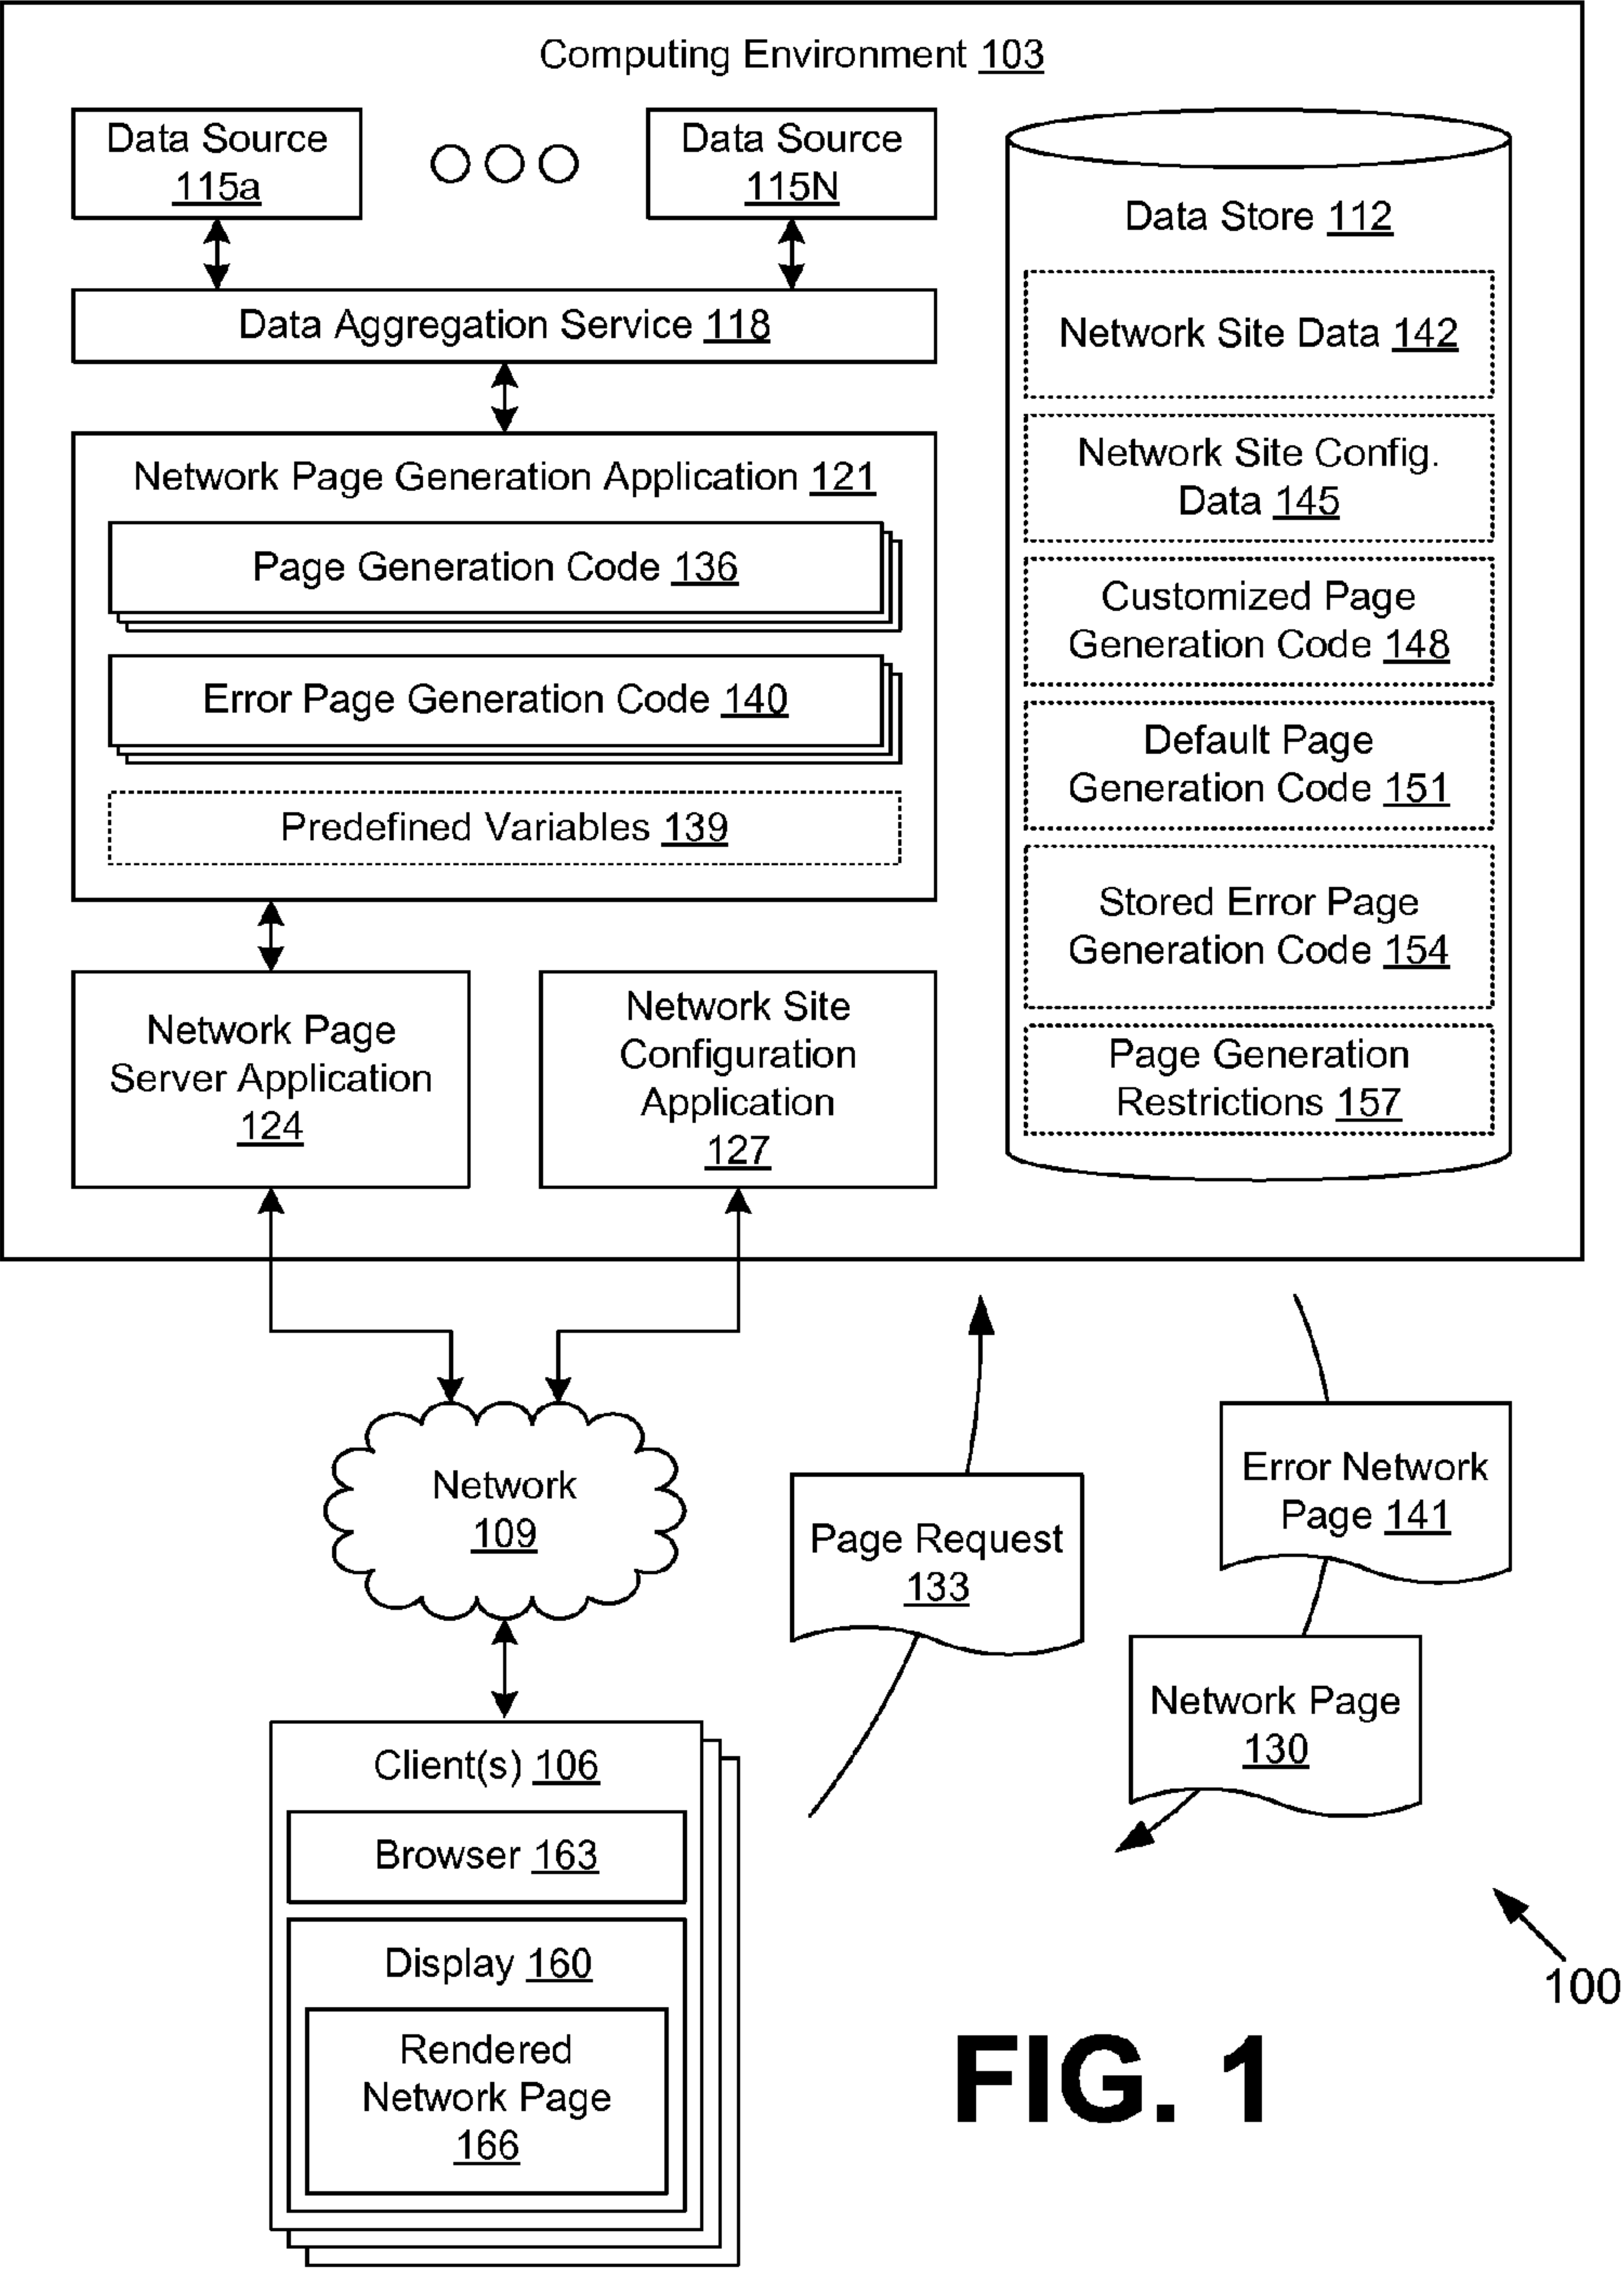 Computing Environment 103
Data Source
115a
Data Source
115N
Data Aggregation Service 118
Network Page Generation Application 121
Page Generation Code 136
Error Page Generation Code 140
Predefined Variables 139
Network Page
Server Application
124
Network Site
Configuration
Application
127
Data Store 112
Network Site Data 142
Network Site Config.
Data 145
Customized Page
Generation Code 148
Default Page
Generation Code 151
Stored Error Page
Generation Code 154
Page Generation
Restrictions 157
Network
109
Page Request
133
Error Network
Page 141
Network Page
130
Client(s) 106
Browser 163
Display 160
Rendered
Network Page
166
100
FIG. 1